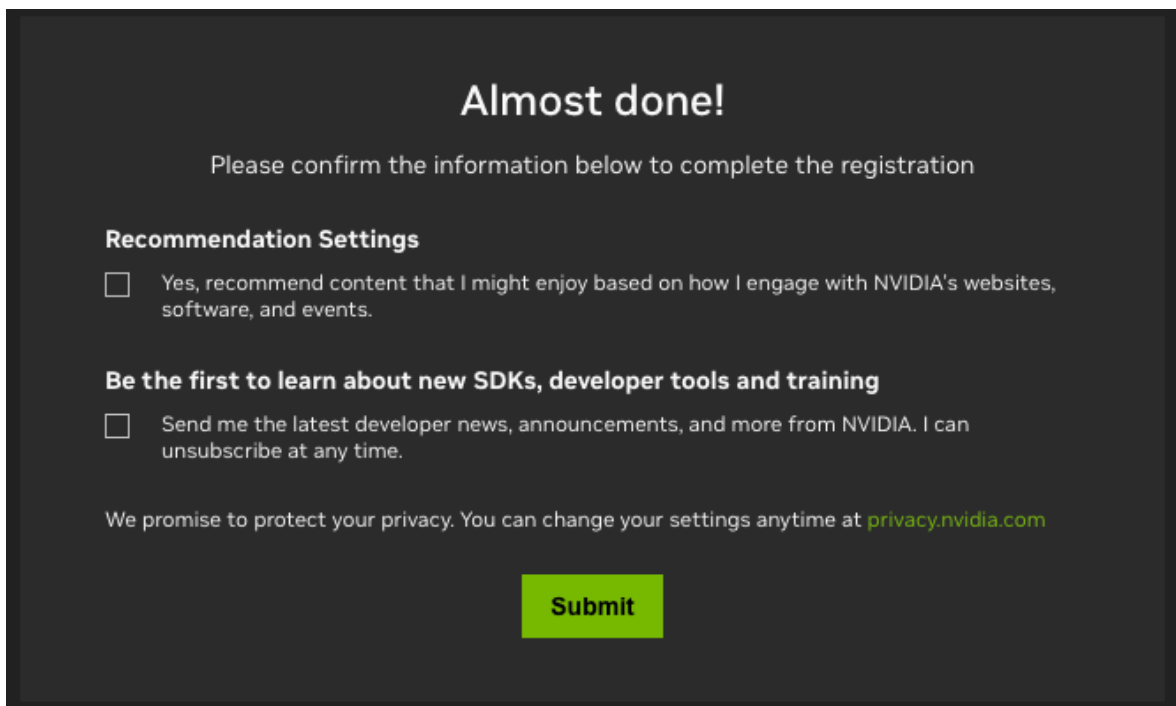 Almost done!
Please confirm the information below to complete the registration
Recommendation Settings
Yes, recommend content that I might enjoy based on how I engage with NVIDIA's websites,
software, and events.
Be the first to learn about new SDKs, developer tools and training
Send me the latest developer news, announcements, and more from NVIDIA. I can
unsubscribe at any time.
We promise to protect your privacy. You can change your settings anytime at privacy.nvidia.com
Submit